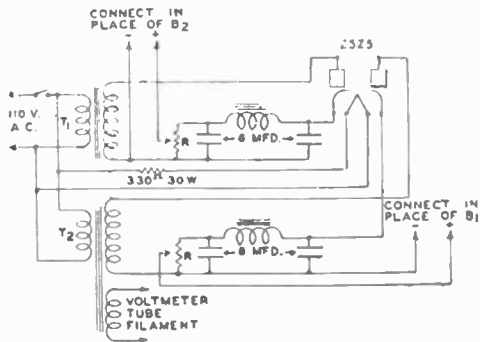 CONNECT IN
PLACE OF B2
+
25Z5
110 V.
A.C.
T1
R
8 MFD.
330 30W
CONNECT IN
PLACE OF B1
+
T2
R
8 MFD.
VOLTMETER
TUBE
FILAMENT